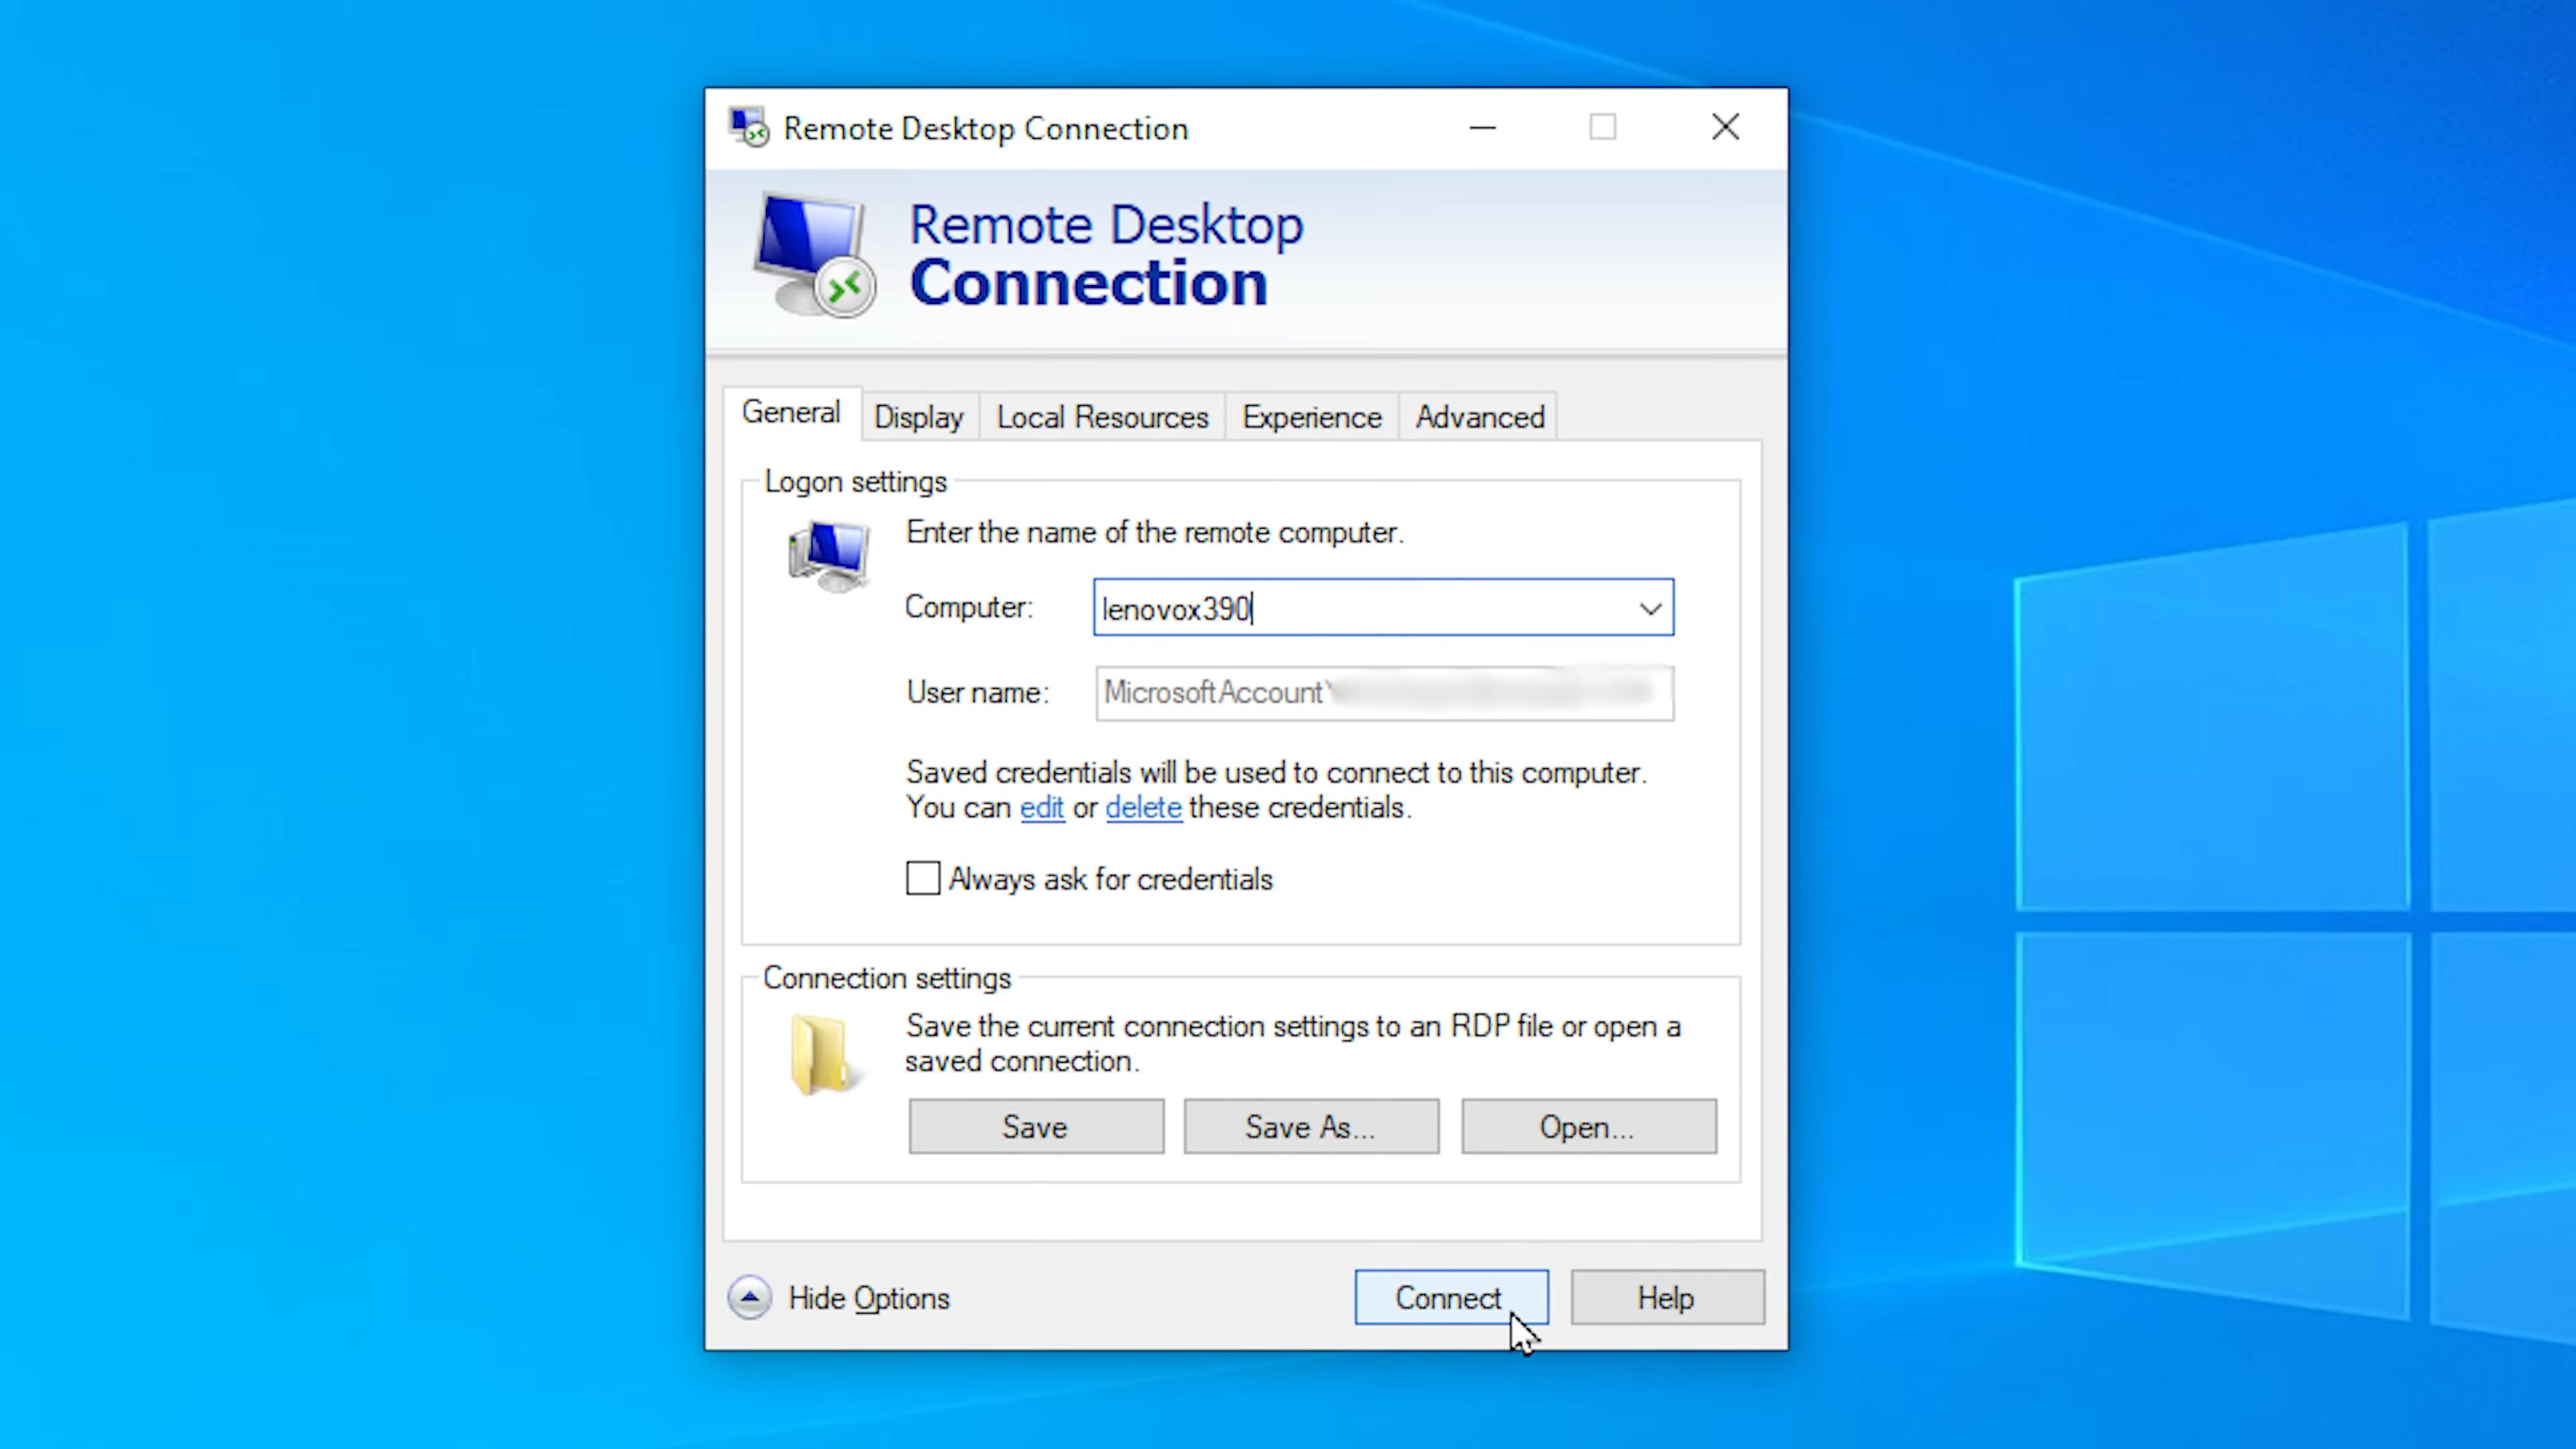 Remote Desktop Connection
Remote Desktop
Connection
General Display Local Resources Experience Advanced
Logon settings
Enter the name of the remote computer.
Computer: lenovox390
User name: MicrosoftAccount\
Saved credentials will be used to connect to this computer.
You can edit or delete these credentials.
Always ask for credentials
Connection settings
Save the current connection settings to an RDP file or open a
saved connection.
Save Save As... Open...
Hide Options Connect Help